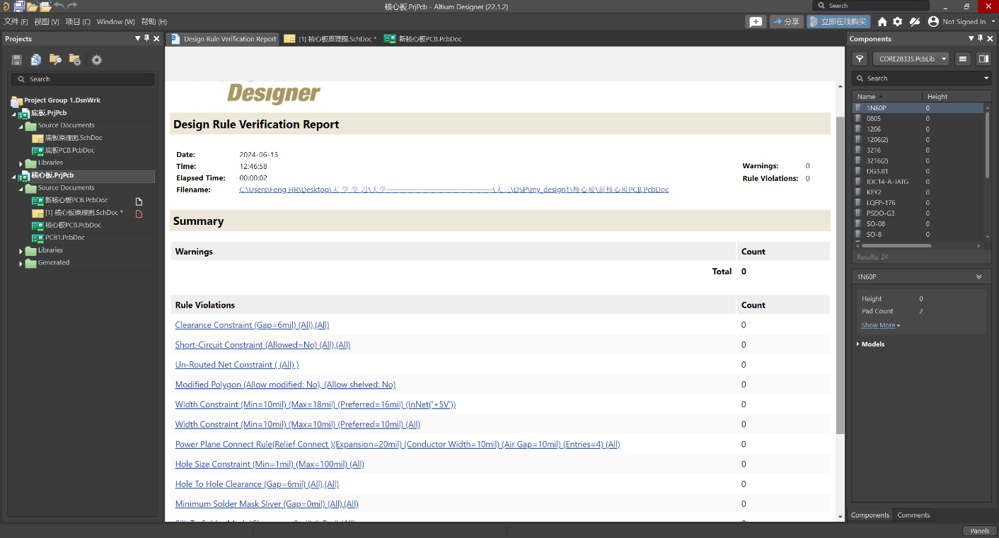 核心板.PrjPcb - Altium Designer (22.1.2)
Search
文件 (F) 视图 (V) 项目 (C) Window (W) 帮助 (H)
分享
立即在线购买
Not Signed In
Projects
Design Rule Verification Report
[1] 核心板原理图.SchDoc *
新核心板PCB.PcbDoc
Components
Search
Project Group 1.DsnWrk
底板.PrjPcb
Source Documents
底板原理图.SchDoc
底板PCB.PcbDoc
Libraries
核心板.PrjPcb
Source Documents
新核心板PCB.PcbDoc
[1] 核心板原理图.SchDoc *
核心板PCB.PcbDoc
PCB1.PcbDoc
Libraries
Generated
Designer
Design Rule Verification Report
Date: 2024-06-13
Time: 12:46:58
Elapsed Time: 00:00:02
Filename: C:\Users\Feng HR\Desktop\大 学 学 习\大学——————————————\大三\DSP\my_design1\核心板\新核心板PCB.PcbDoc
Warnings: 0
Rule Violations: 0
Summary
Warnings Count
Total 0
Rule Violations Count
Clearance Constraint (Gap=6mil) (All),(All) 0
Short-Circuit Constraint (Allowed=No) (All),(All) 0
Un-Routed Net Constraint ( (All) ) 0
Modified Polygon (Allow modified: No), (Allow shelved: No) 0
Width Constraint (Min=10mil) (Max=18mil) (Preferred=16mil) (InNet('+5V')) 0
Width Constraint (Min=10mil) (Max=10mil) (Preferred=10mil) (All) 0
Power Plane Connect Rule(Relief Connect )(Expansion=20mil) (Conductor Width=10mil) (Air Gap=10mil) (Entries=4) (All) 0
Hole Size Constraint (Min=1mil) (Max=100mil) (All) 0
Hole To Hole Clearance (Gap=6mil) (All),(All) 0
Minimum Solder Mask Sliver (Gap=0mil) (All),(All) 0
CORE28335.PcbLib
Search
Name Height
1N60P 0
0805 0
1206 0
1206(2) 0
3216 0
3216(2) 0
DG3.81 0
IDC14-A-JATG 0
KEY2 0
LQFP-176 0
PSDO-G3 0
SO-08 0
SO-8 0
Results: 24
1N60P
Height 0
Pad Count 2
Show More
Models
Components Comments
Panels